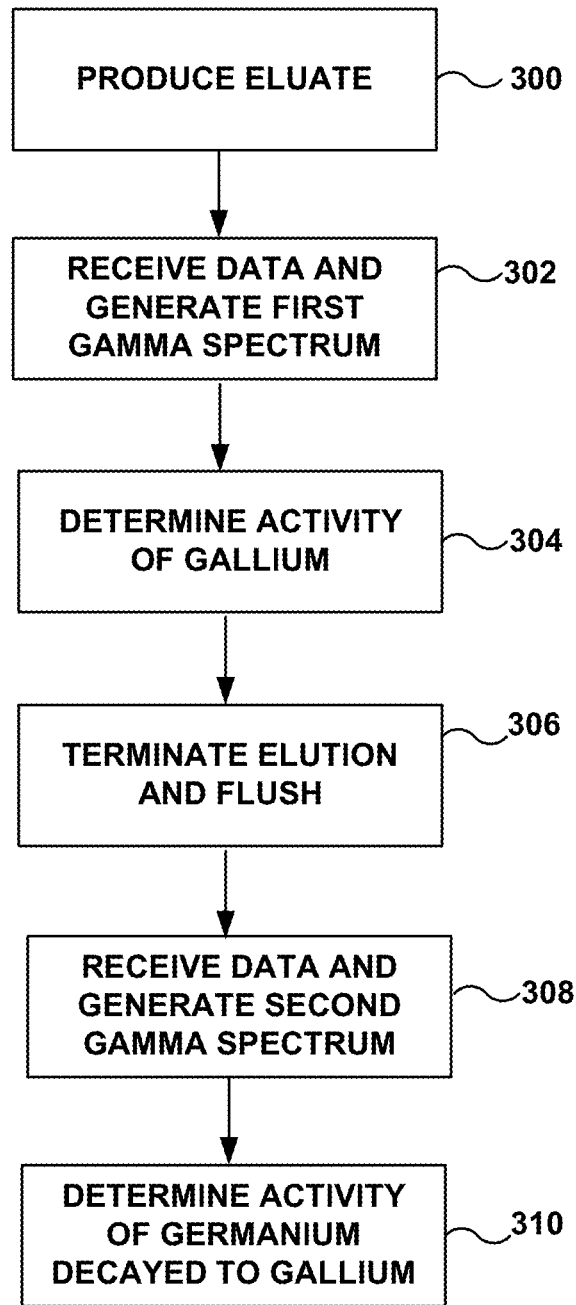 PRODUCE ELUATE
300
RECEIVE DATA AND
GENERATE FIRST
GAMMA SPECTRUM
302
DETERMINE ACTIVITY
OF GALLIUM
304
TERMINATE ELUTION
AND FLUSH
306
RECEIVE DATA AND
GENERATE SECOND
GAMMA SPECTRUM
308
DETERMINE ACTIVITY
OF GERMANIUM
DECAYED TO GALLIUM
310